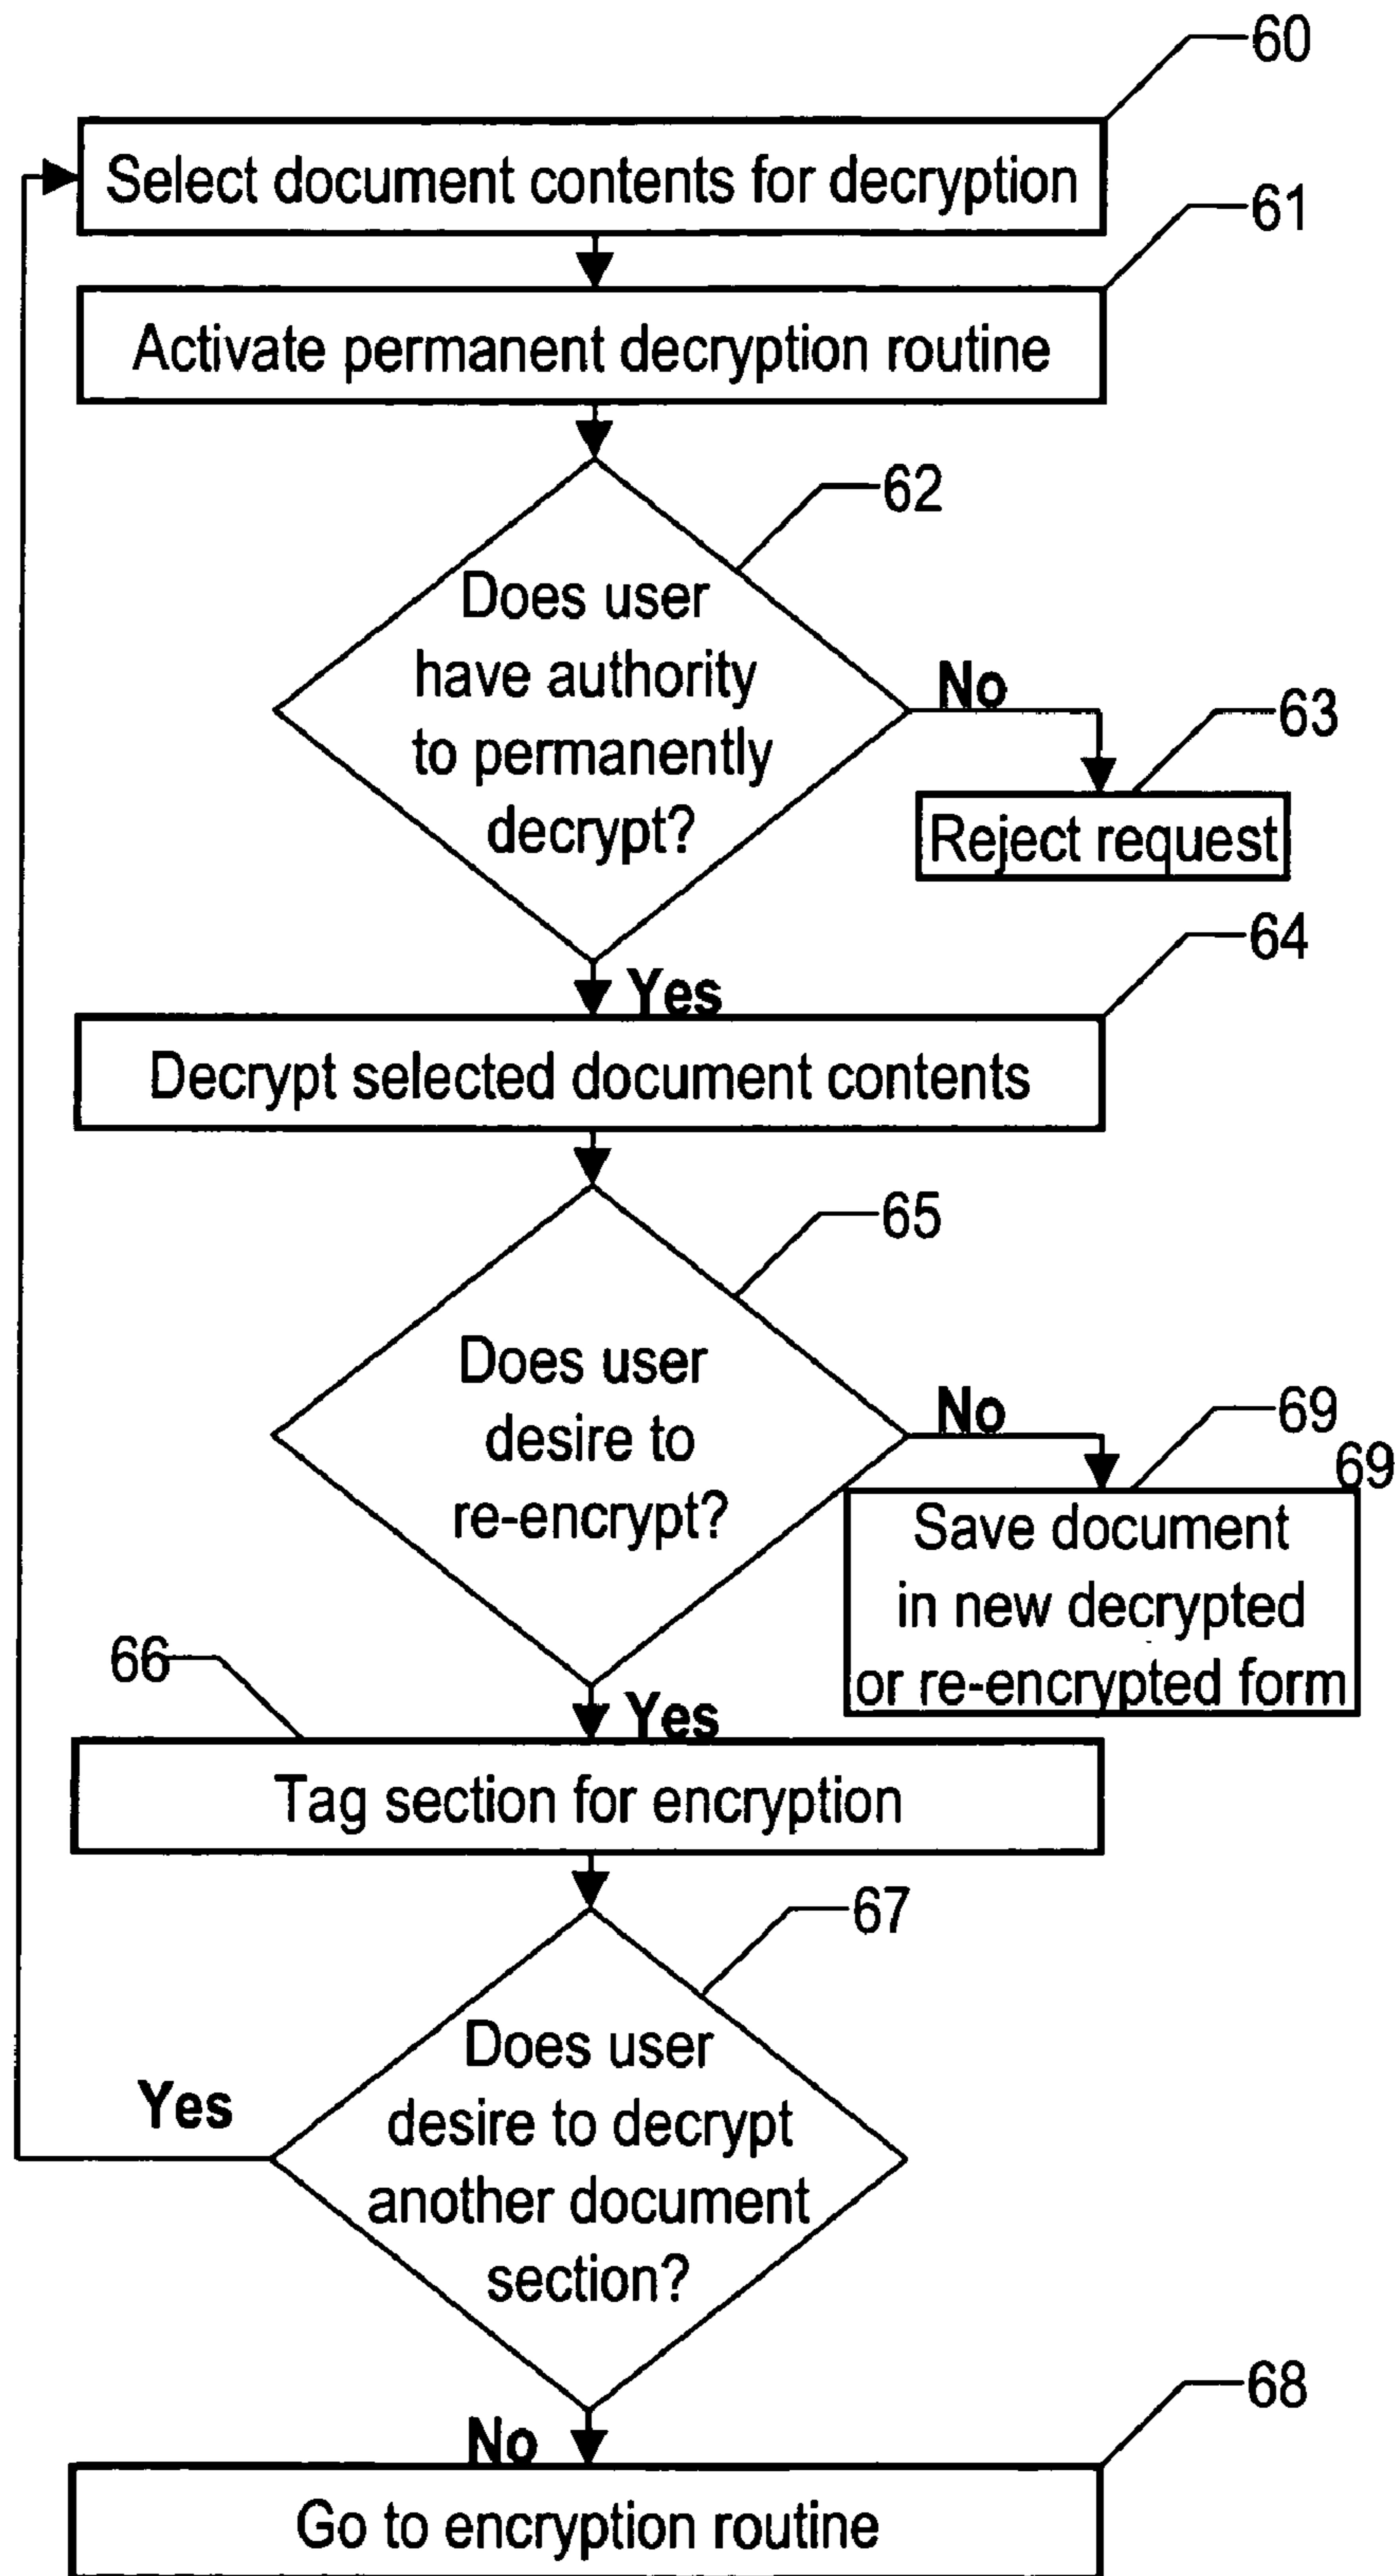 60
Select document contents for decryption
61
Activate permanent decryption routine
62
Does user
have authority
to permanently
decrypt?
No
63
Reject request
Yes
64
Decrypt selected document contents
65
Does user
desire to
re-encrypt?
No
69
69
Save document
in new decrypted
or re-encrypted form
66
Yes
Tag section for encryption
67
Does user
desire to decrypt
another document
section?
Yes
No
68
Go to encryption routine